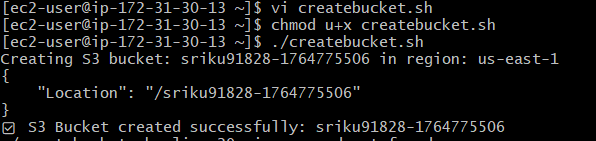 [ec2-user@ip-172-31-30-13 ~]$ vi createbucket.sh
[ec2-user@ip-172-31-30-13 ~]$ chmod u+x createbucket.sh
[ec2-user@ip-172-31-30-13 ~]$ ./createbucket.sh
Creating S3 bucket: sriku91828-1764775506 in region: us-east-1
{
    "Location": "/sriku91828-1764775506"
}
☑ S3 Bucket created successfully: sriku91828-1764775506